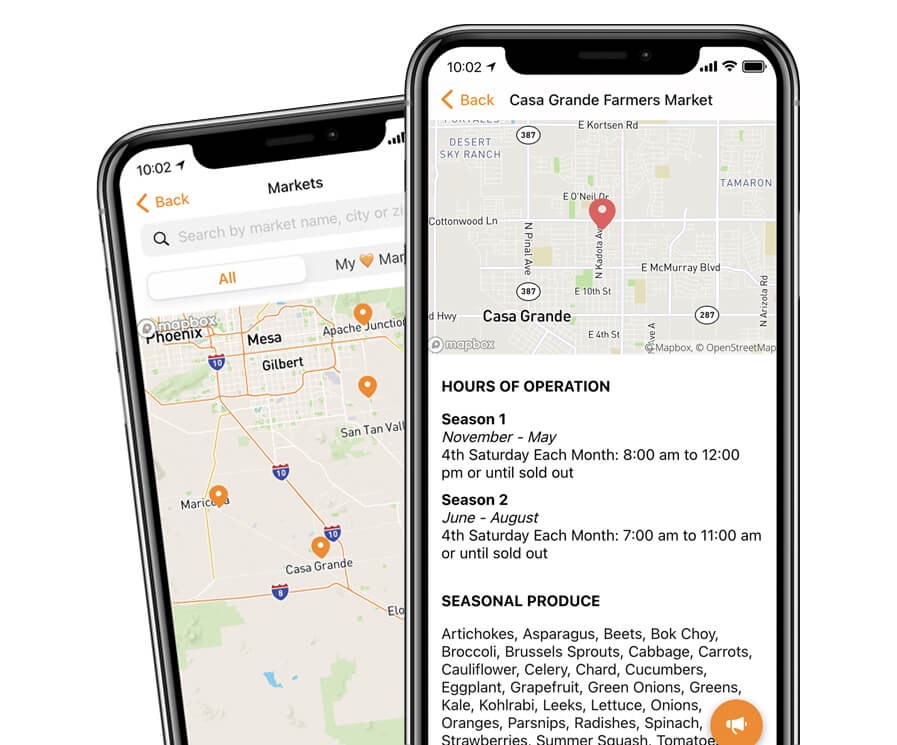 10:02
Back
Markets
Search by market name, city or zi
All
My 🧡 Mar
mapbox
Phoenix
Mesa
Apache Junction
10
Gilbert
San Tan Vall
10
Maricopa
10
Casa Grande
8
Elo
10:02
Back
Casa Grande Farmers Market
E Kortsen Rd
387
DESERT
SKY RANCH
TAMARON
E O'Neil Dr
Cottonwood Ln
N Pinal Ave
N Kadota Av
E McMurray Blvd
N Arizola Rd
387
E 10th St
d Hwy
Casa Grande
287
E 4th St
e A
mapbox
© Mapbox, © OpenStreetMap
HOURS OF OPERATION
Season 1
November - May
4th Saturday Each Month: 8:00 am to 12:00
pm or until sold out
Season 2
June - August
4th Saturday Each Month: 7:00 am to 11:00 am
or until sold out
SEASONAL PRODUCE
Artichokes, Asparagus, Beets, Bok Choy,
Broccoli, Brussels Sprouts, Cabbage, Carrots,
Cauliflower, Celery, Chard, Cucumbers,
Eggplant, Grapefruit, Green Onions, Greens,
Kale, Kohlrabi, Leeks, Lettuce, Onions,
Oranges, Parsnips, Radishes, Spinach,
Strawberries, Summer Squash, Tomatoe